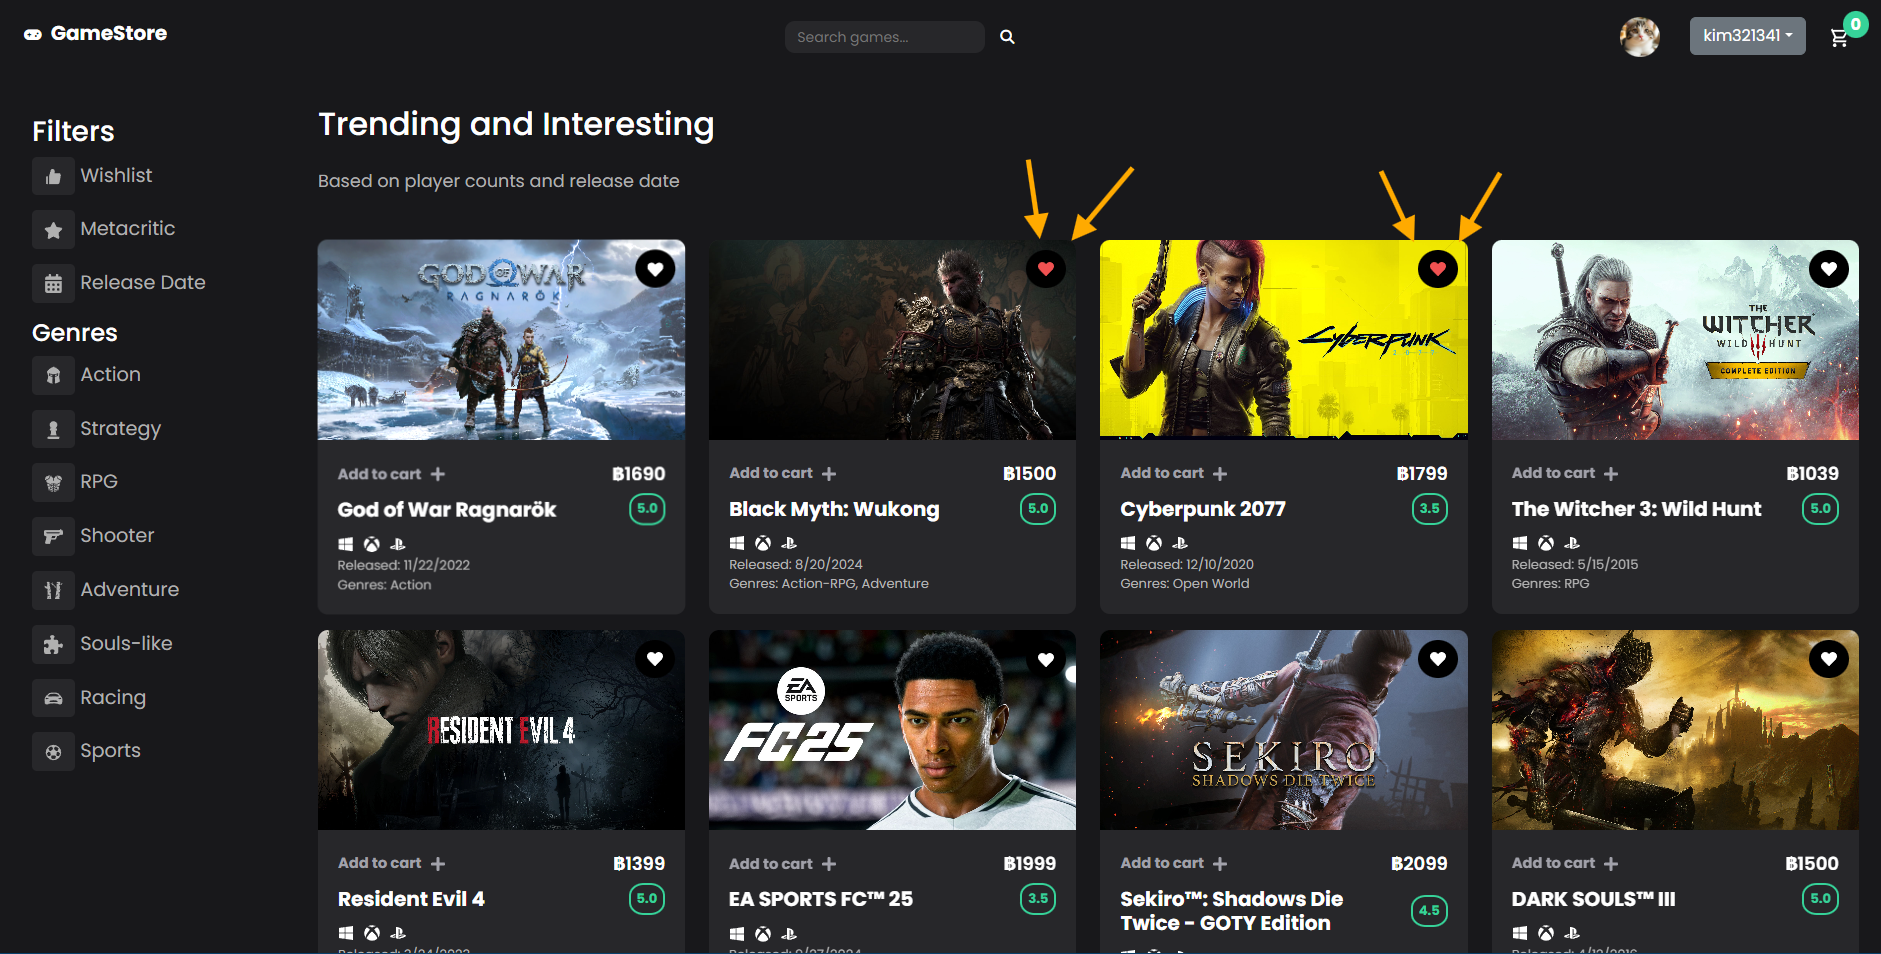 GameStore
Search games...
kim321341
0
Filters
Wishlist
Metacritic
Release Date
Genres
Action
Strategy
RPG
Shooter
Adventure
Souls-like
Racing
Sports
Trending and Interesting
Based on player counts and release date
GOD OF WAR
RAGNARÖK
Add to cart +
฿1690
God of War Ragnarök
5.0
Released: 11/22/2022
Genres: Action
Add to cart +
฿1500
Black Myth: Wukong
5.0
Released: 8/20/2024
Genres: Action-RPG, Adventure
Cyberpunk
2077
Add to cart +
฿1799
Cyberpunk 2077
3.5
Released: 12/10/2020
Genres: Open World
THE
WITCHER
WILD HUNT
COMPLETE EDITION
Add to cart +
฿1039
The Witcher 3: Wild Hunt
5.0
Released: 5/15/2015
Genres: RPG
RESIDENT EVIL 4
Add to cart +
฿1399
Resident Evil 4
5.0
EA
SPORTS
FC25
Add to cart +
฿1999
EA SPORTS FC™ 25
3.5
SEKIRO
SHADOWS DIE TWICE
Add to cart +
฿2099
Sekiro™: Shadows Die
Twice - GOTY Edition
4.5
Add to cart +
฿1500
DARK SOULS™ III
5.0